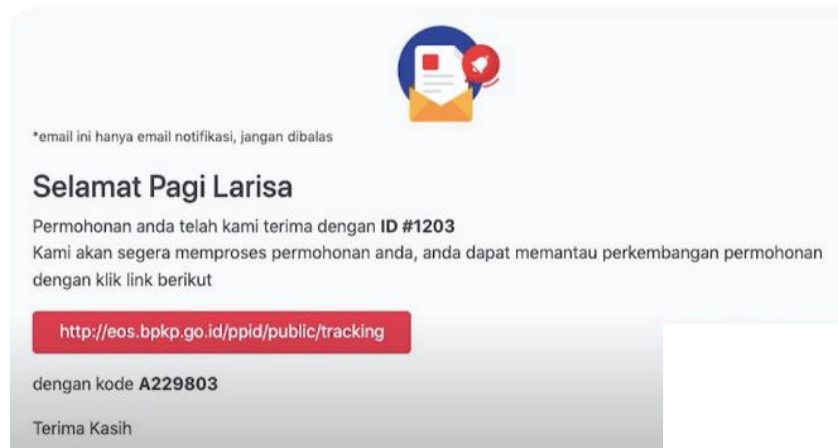 *email ini hanya email notifikasi, jangan dibalas
Selamat Pagi Larisa
Permohonan anda telah kami terima dengan ID #1203
Kami akan segera memproses permohonan anda, anda dapat memantau perkembangan permohonan
dengan klik link berikut
http://eos.bpkp.go.id/ppid/public/tracking
dengan kode A229803
Terima Kasih